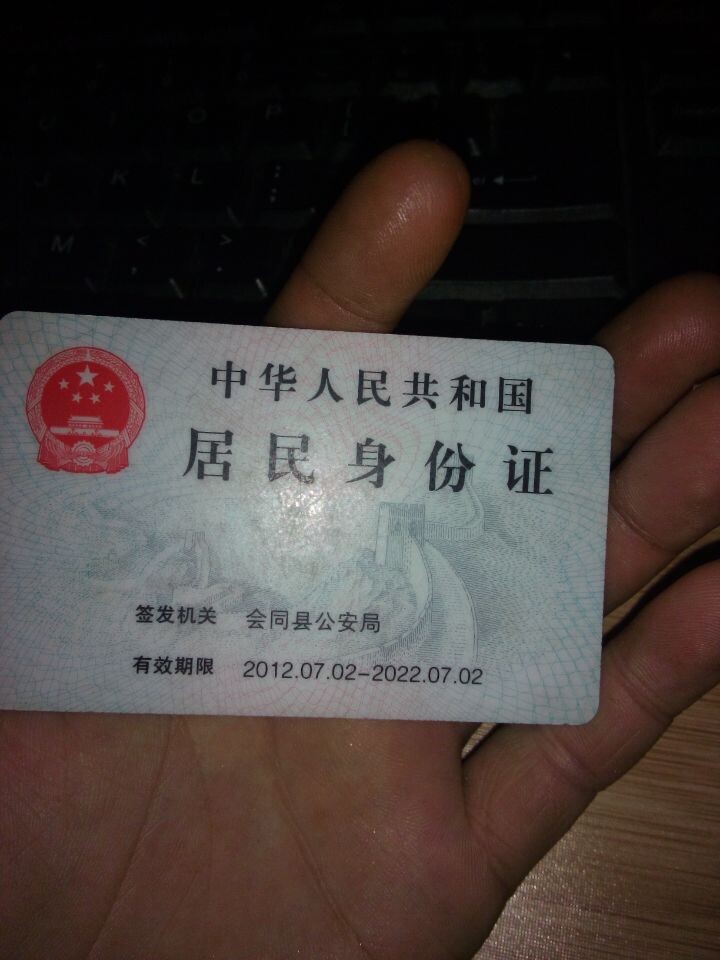 O P
J K L
M < >
中华人民共和国
居民身份证
签发机关 会同县公安局
有效期限 2012.07.02-2022.07.02